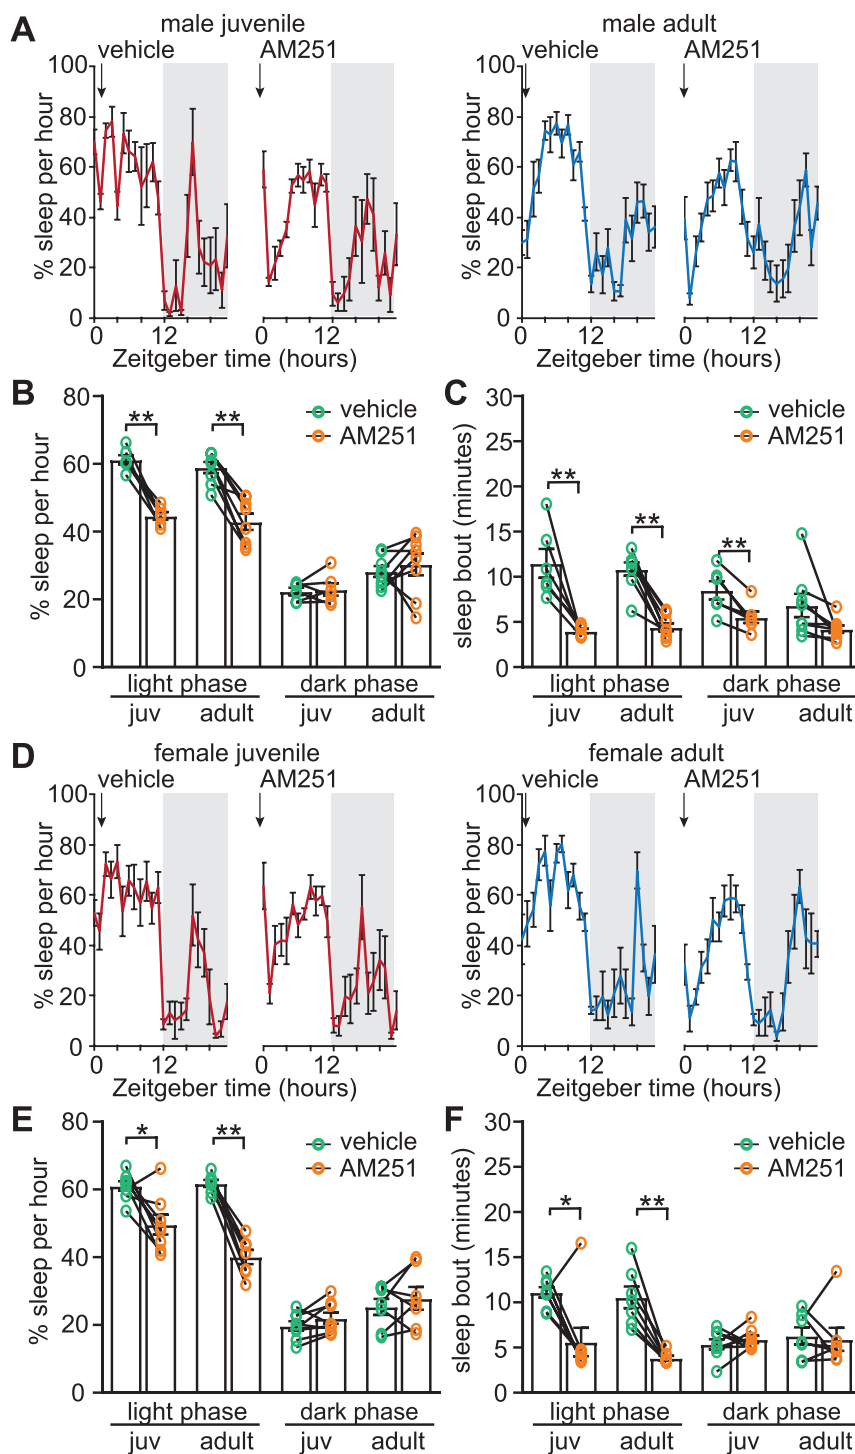 A
male juvenile
male adult
vehicle
AM251
vehicle
AM251
% sleep per hour
100
80
60
40
20
0
0
12
0
12
Zeitgeber time (hours)
% sleep per hour
100
80
60
40
20
0
0
12
0
12
Zeitgeber time (hours)
B
% sleep per hour
80
60
40
20
0
**
**
vehicle
AM251
light phase
dark phase
juv
adult
juv
adult
C
sleep bout (minutes)
30
25
20
15
10
5
0
**
**
**
vehicle
AM251
light phase
dark phase
juv
adult
juv
adult
D
female juvenile
female adult
vehicle
AM251
vehicle
AM251
% sleep per hour
100
80
60
40
20
0
0
12
0
12
Zeitgeber time (hours)
% sleep per hour
100
80
60
40
20
0
0
12
0
12
Zeitgeber time (hours)
E
% sleep per hour
80
60
40
20
0
*
**
vehicle
AM251
light phase
dark phase
juv
adult
juv
adult
F
sleep bout (minutes)
30
25
20
15
10
5
0
*
**
vehicle
AM251
light phase
dark phase
juv
adult
juv
adult